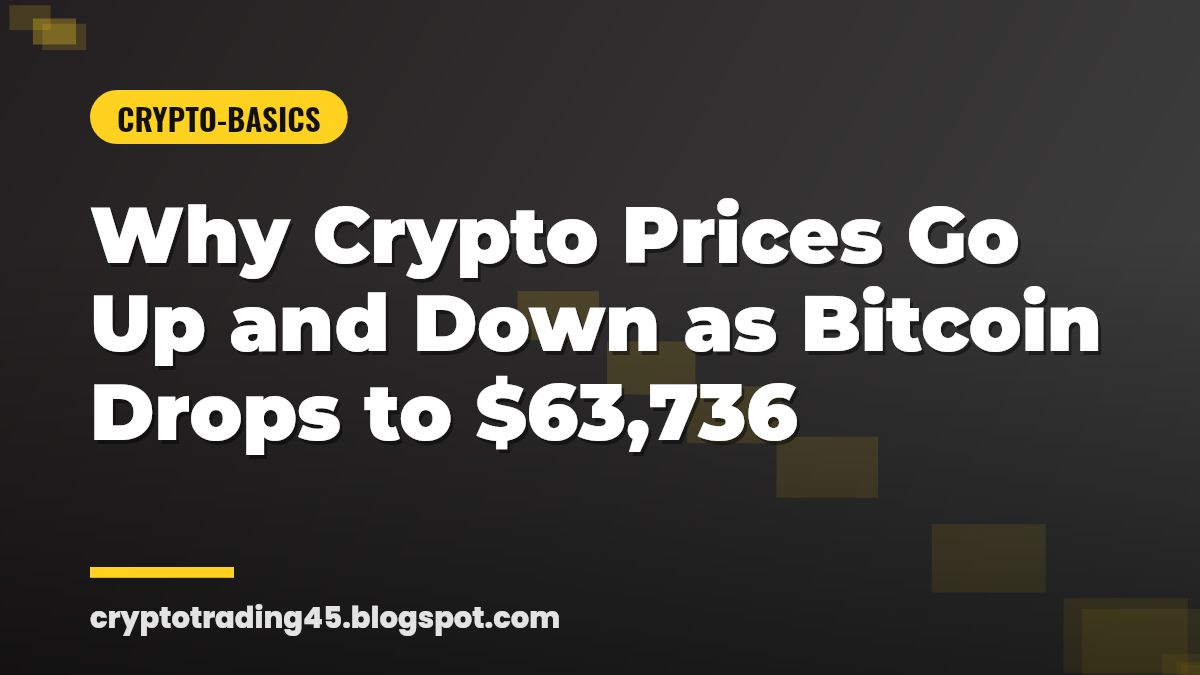 CRYPTO-BASICS
Why Crypto Prices Go
Up and Down as Bitcoin
Drops to $63,736
cryptotrading45.blogspot.com